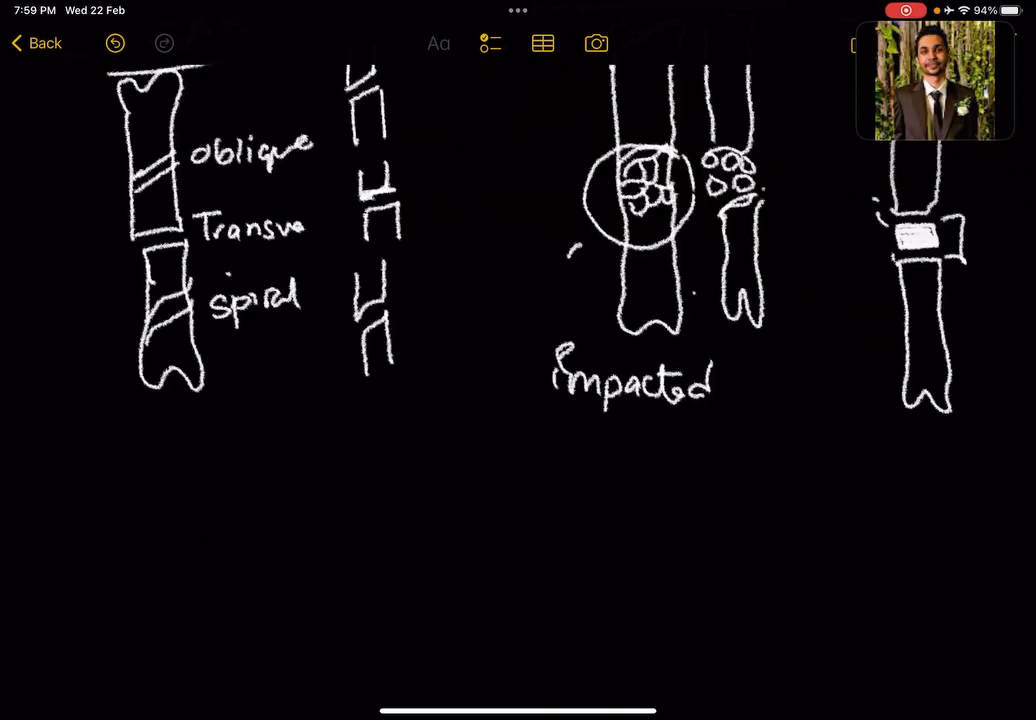 7:59 PM Wed 22 Feb
94%
Back
Aa
oblique
Transve
spiral
impacted